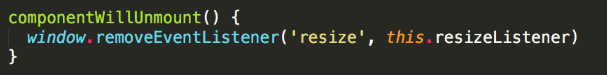 componentWillUnmount() {
  window.removeEventListener('resize', this.resizeListener)
}